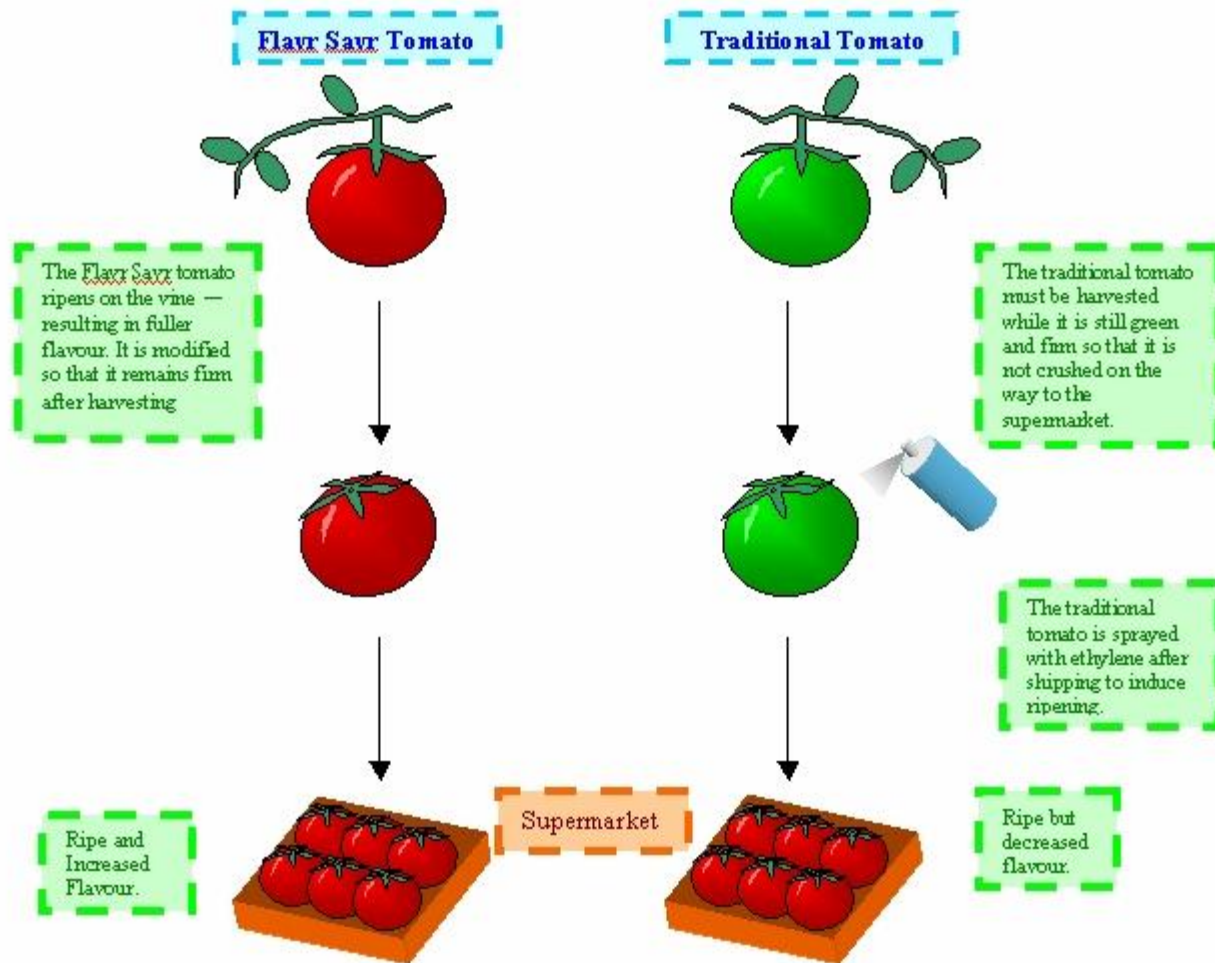 Flavr Savr Tomato
Traditional Tomato
The Flavr Savr tomato
ripens on the vine —
resulting in fuller
flavour. It is modified
so that it remains firm
after harvesting
The traditional tomato
must be harvested
while it is still green
and firm so that it is
not crushed on the
way to the
supermarket.
The traditional
tomato is sprayed
with ethylene after
shipping to induce
ripening.
Supermarket
Ripe and
Increased
Flavour.
Ripe but
decreased
flavour.